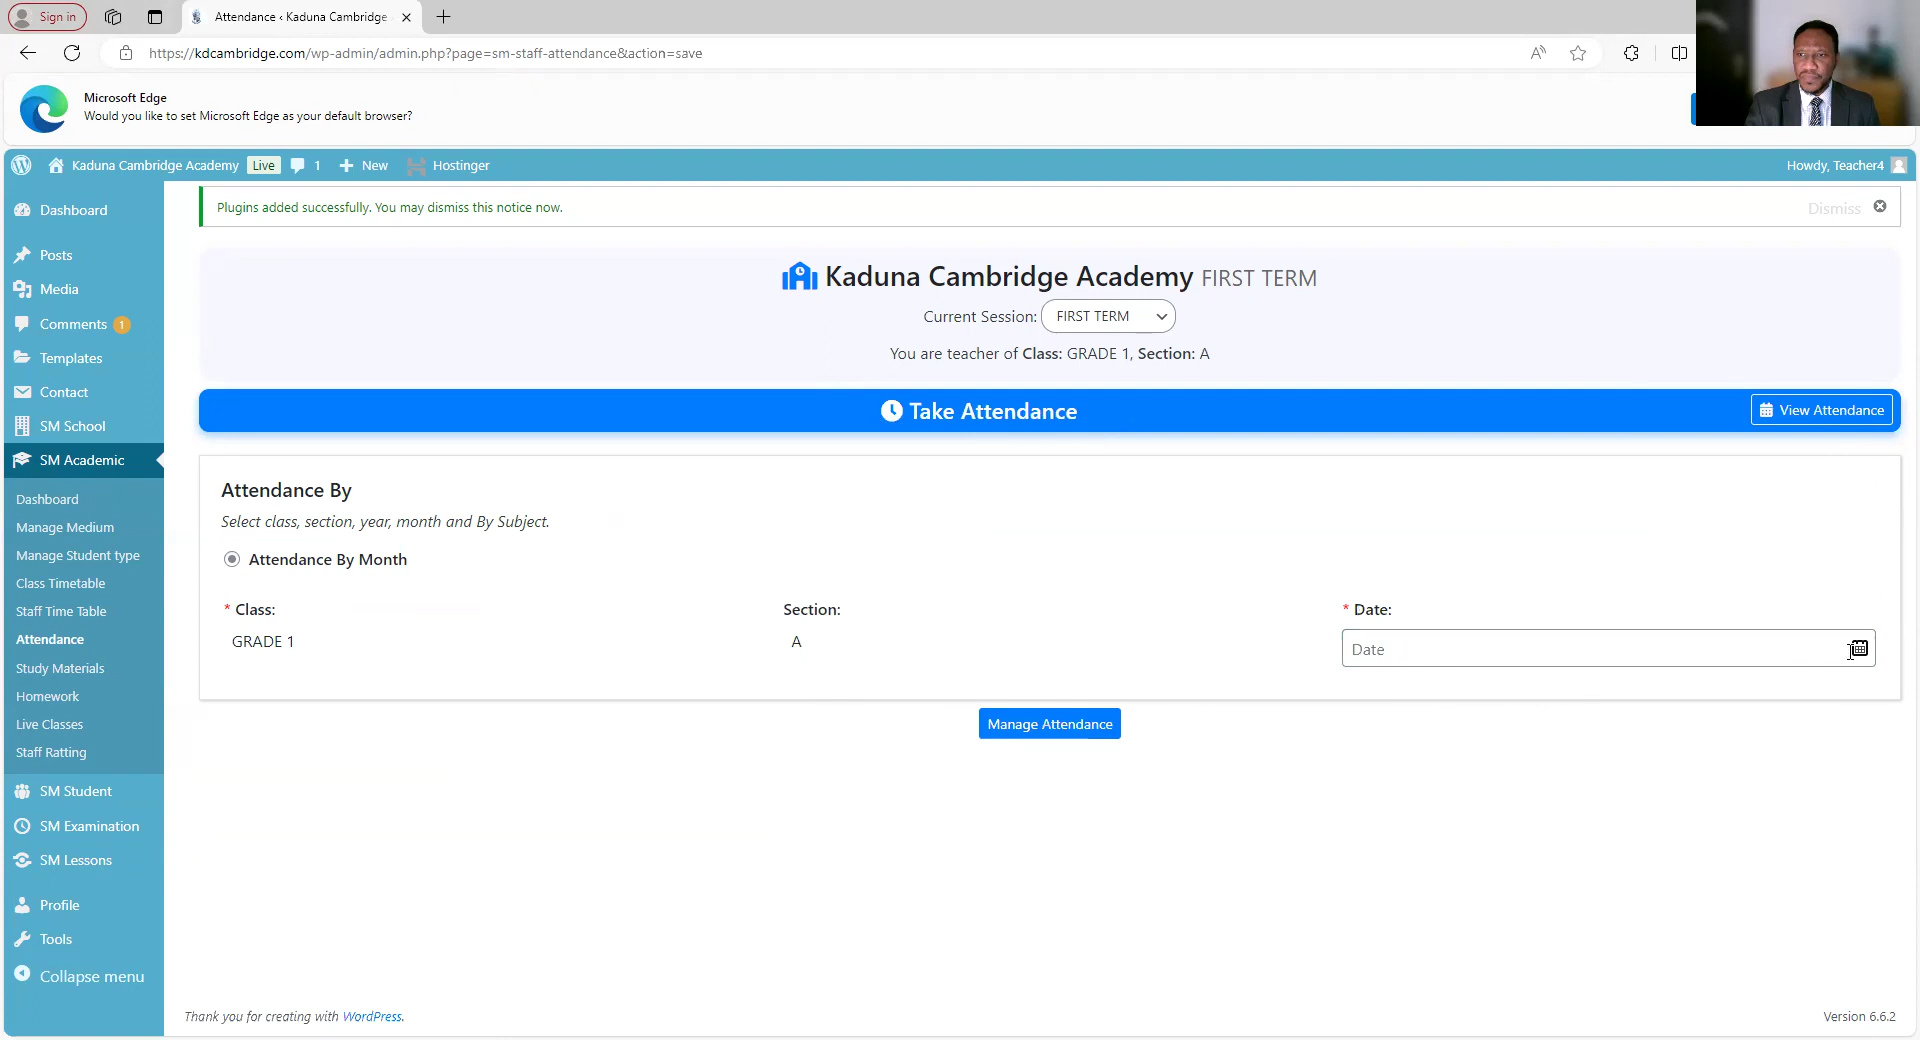 Sign in
Attendance ‹ Kaduna Cambridge
https://kdcambridge.com/wp-admin/admin.php?page=sm-staff-attendance&action=save
Microsoft Edge
Would you like to set Microsoft Edge as your default browser?
Kaduna Cambridge Academy Live 1 New Hostinger
Howdy, Teacher4
Dashboard
Posts
Media
Comments 1
Templates
Contact
SM School
SM Academic
Dashboard
Manage Medium
Manage Student type
Class Timetable
Staff Time Table
Attendance
Study Materials
Homework
Live Classes
Staff Ratting
SM Student
SM Examination
SM Lessons
Profile
Tools
Collapse menu
Plugins added successfully. You may dismiss this notice now.
Dismiss
Kaduna Cambridge Academy FIRST TERM
Current Session: FIRST TERM
You are teacher of Class: GRADE 1, Section: A
Take Attendance
View Attendance
Attendance By
Select class, section, year, month and By Subject.
Attendance By Month
* Class:
GRADE 1
Section:
A
* Date:
Date
Manage Attendance
Thank you for creating with WordPress.
Version 6.6.2